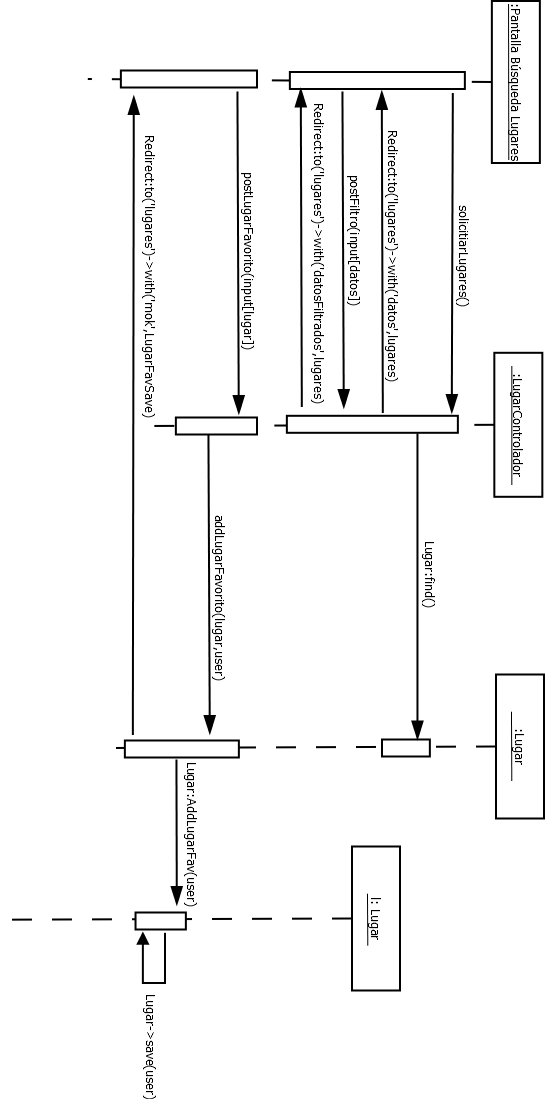 :Pantalla Búsqueda Lugares
:LugarControlador
:Lugar
l: Lugar
solicitiarLugares()
Lugar:find()
Redirect:to('lugares')->with('datos',lugares)
postFiltro(input[datos])
Redirect:to('lugares')->with('datosFiltrados',lugares)
postLugarFavorito(input[lugar])
addLugarFavorito(lugar,user)
Lugar:AddLugarFav(user)
Lugar->save(user)
Redirect:to('lugares')->with('mok',LugarFavSave)